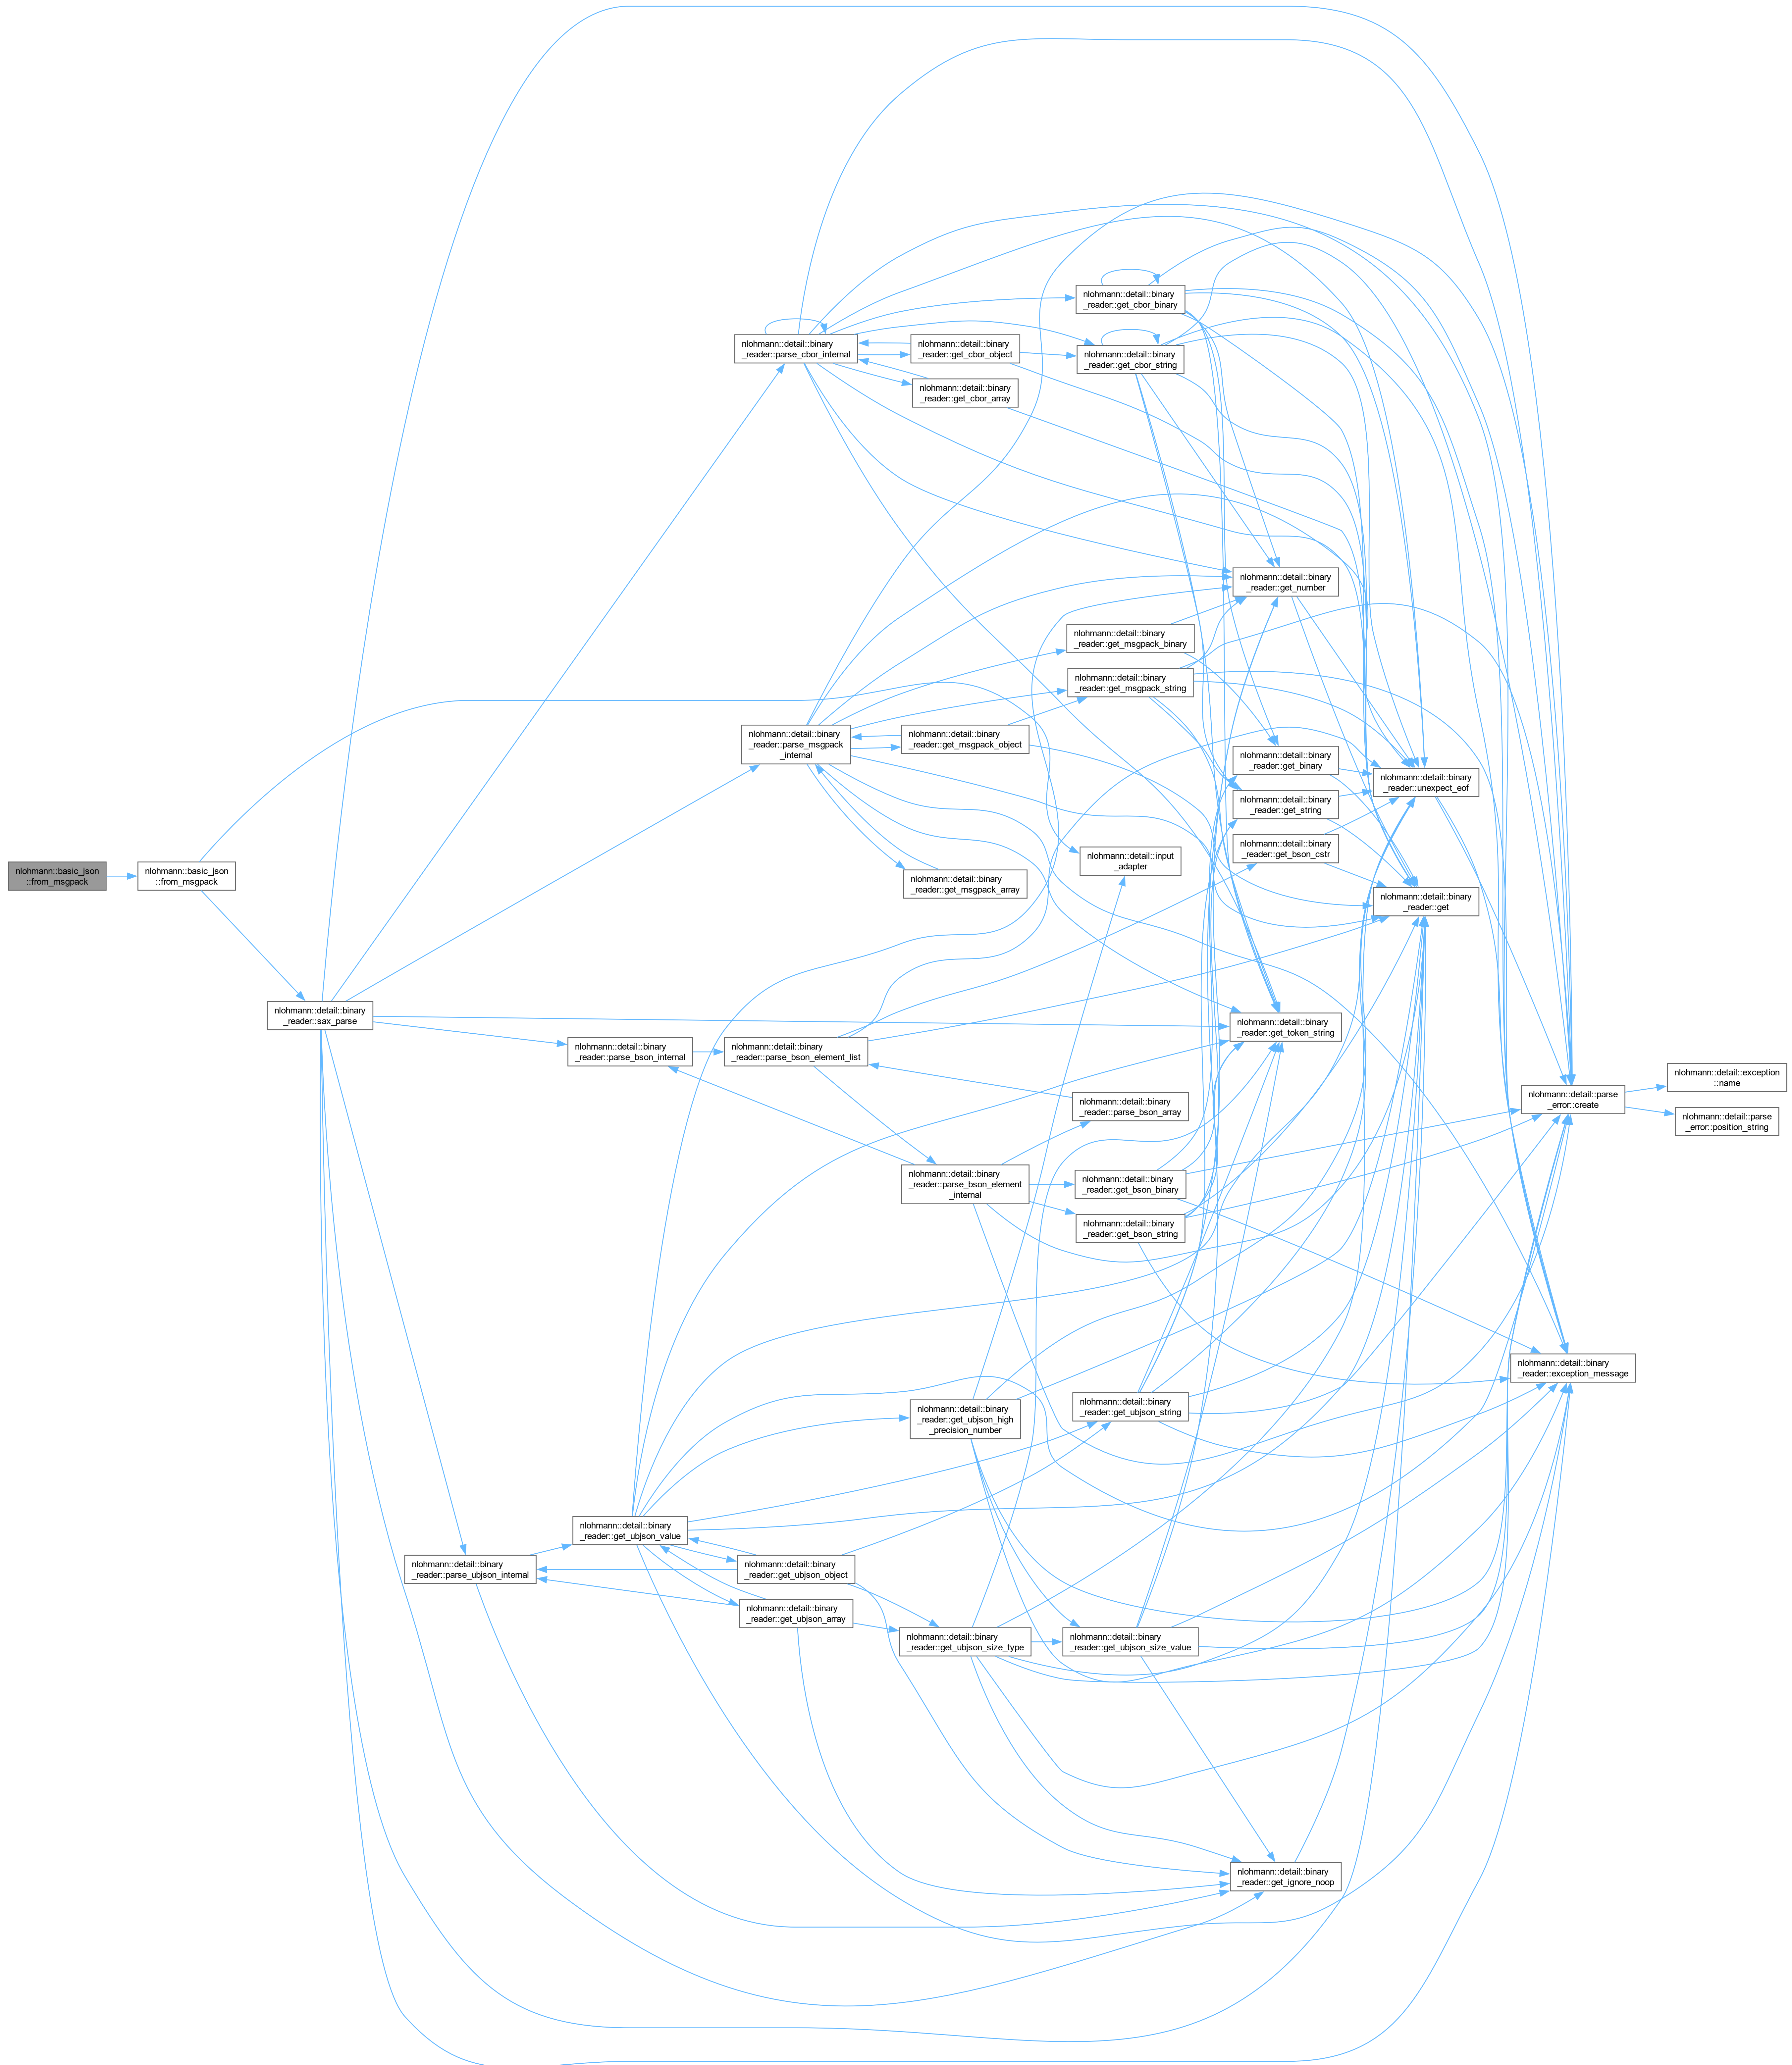 nlohmann::basic_json
::from_msgpack
nlohmann::basic_json
::from_msgpack
nlohmann::detail::binary
_reader::sax_parse
nlohmann::detail::binary
_reader::parse_cbor_internal
nlohmann::detail::binary
_reader::get_cbor_object
nlohmann::detail::binary
_reader::get_cbor_array
nlohmann::detail::binary
_reader::get_cbor_binary
nlohmann::detail::binary
_reader::get_cbor_string
nlohmann::detail::binary
_reader::get_number
nlohmann::detail::binary
_reader::get_msgpack_binary
nlohmann::detail::binary
_reader::get_msgpack_string
nlohmann::detail::binary
_reader::parse_msgpack
_internal
nlohmann::detail::binary
_reader::get_msgpack_object
nlohmann::detail::binary
_reader::get_msgpack_array
nlohmann::detail::binary
_reader::get_binary
nlohmann::detail::binary
_reader::get_string
nlohmann::detail::binary
_reader::get_bson_cstr
nlohmann::detail::binary
_reader::unexpect_eof
nlohmann::detail::input
_adapter
nlohmann::detail::binary
_reader::get
nlohmann::detail::binary
_reader::get_token_string
nlohmann::detail::binary
_reader::parse_bson_internal
nlohmann::detail::binary
_reader::parse_bson_element_list
nlohmann::detail::binary
_reader::parse_bson_array
nlohmann::detail::binary
_reader::parse_bson_element
_internal
nlohmann::detail::binary
_reader::get_bson_binary
nlohmann::detail::binary
_reader::get_bson_string
nlohmann::detail::parse
_error::create
nlohmann::detail::exception
::name
nlohmann::detail::parse
_error::position_string
nlohmann::detail::binary
_reader::exception_message
nlohmann::detail::binary
_reader::get_ubjson_high
_precision_number
nlohmann::detail::binary
_reader::get_ubjson_string
nlohmann::detail::binary
_reader::get_ubjson_value
nlohmann::detail::binary
_reader::parse_ubjson_internal
nlohmann::detail::binary
_reader::get_ubjson_object
nlohmann::detail::binary
_reader::get_ubjson_array
nlohmann::detail::binary
_reader::get_ubjson_size_type
nlohmann::detail::binary
_reader::get_ubjson_size_value
nlohmann::detail::binary
_reader::get_ignore_noop